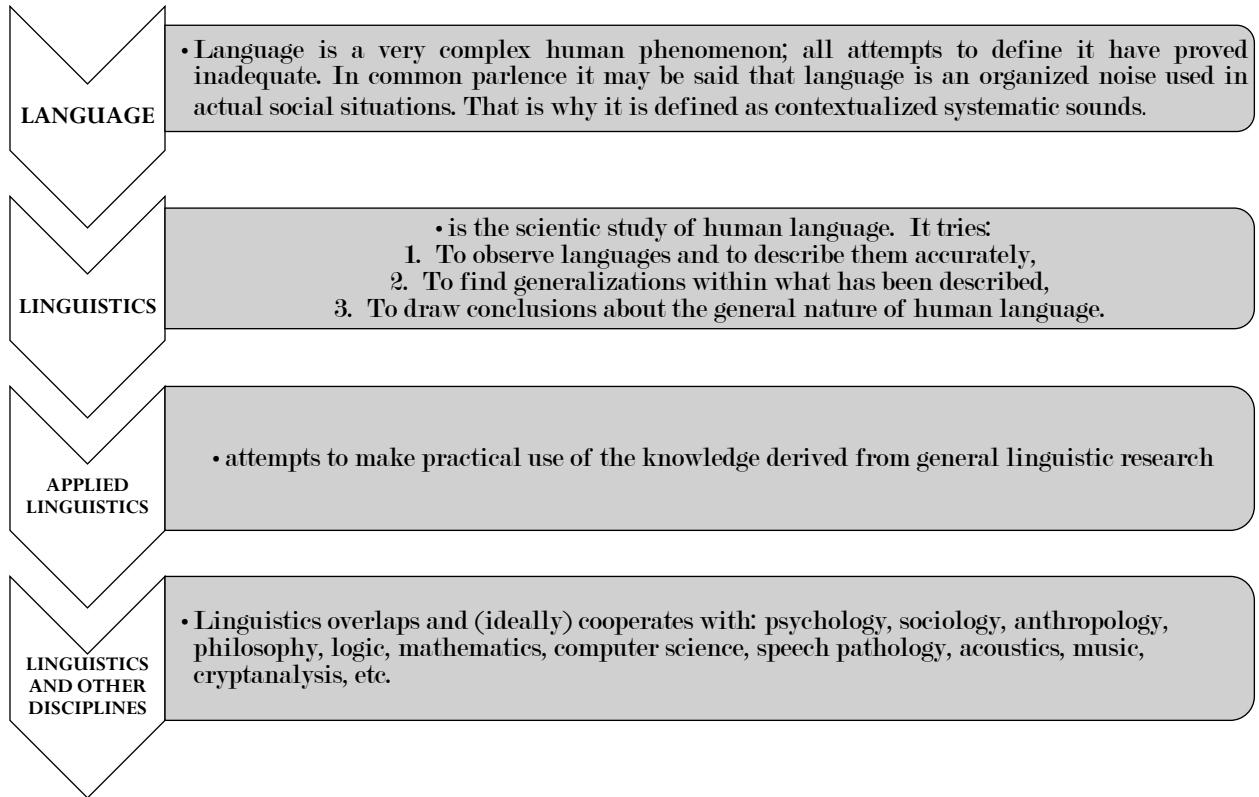 LANGUAGE
• Language is a very complex human phenomenon; all attempts to define it have proved
inadequate. In common parlence it may be said that language is an organized noise used in
actual social situations. That is why it is defined as contextualized systematic sounds.
LINGUISTICS
• is the scientic study of human language. It tries:
1. To observe languages and to describe them accurately,
2. To find generalizations within what has been described,
3. To draw conclusions about the general nature of human language.
APPLIED
LINGUISTICS
• attempts to make practical use of the knowledge derived from general linguistic research
LINGUISTICS
AND OTHER
DISCIPLINES
• Linguistics overlaps and (ideally) cooperates with: psychology, sociology, anthropology,
philosophy, logic, mathematics, computer science, speech pathology, acoustics, music,
cryptanalysis, etc.